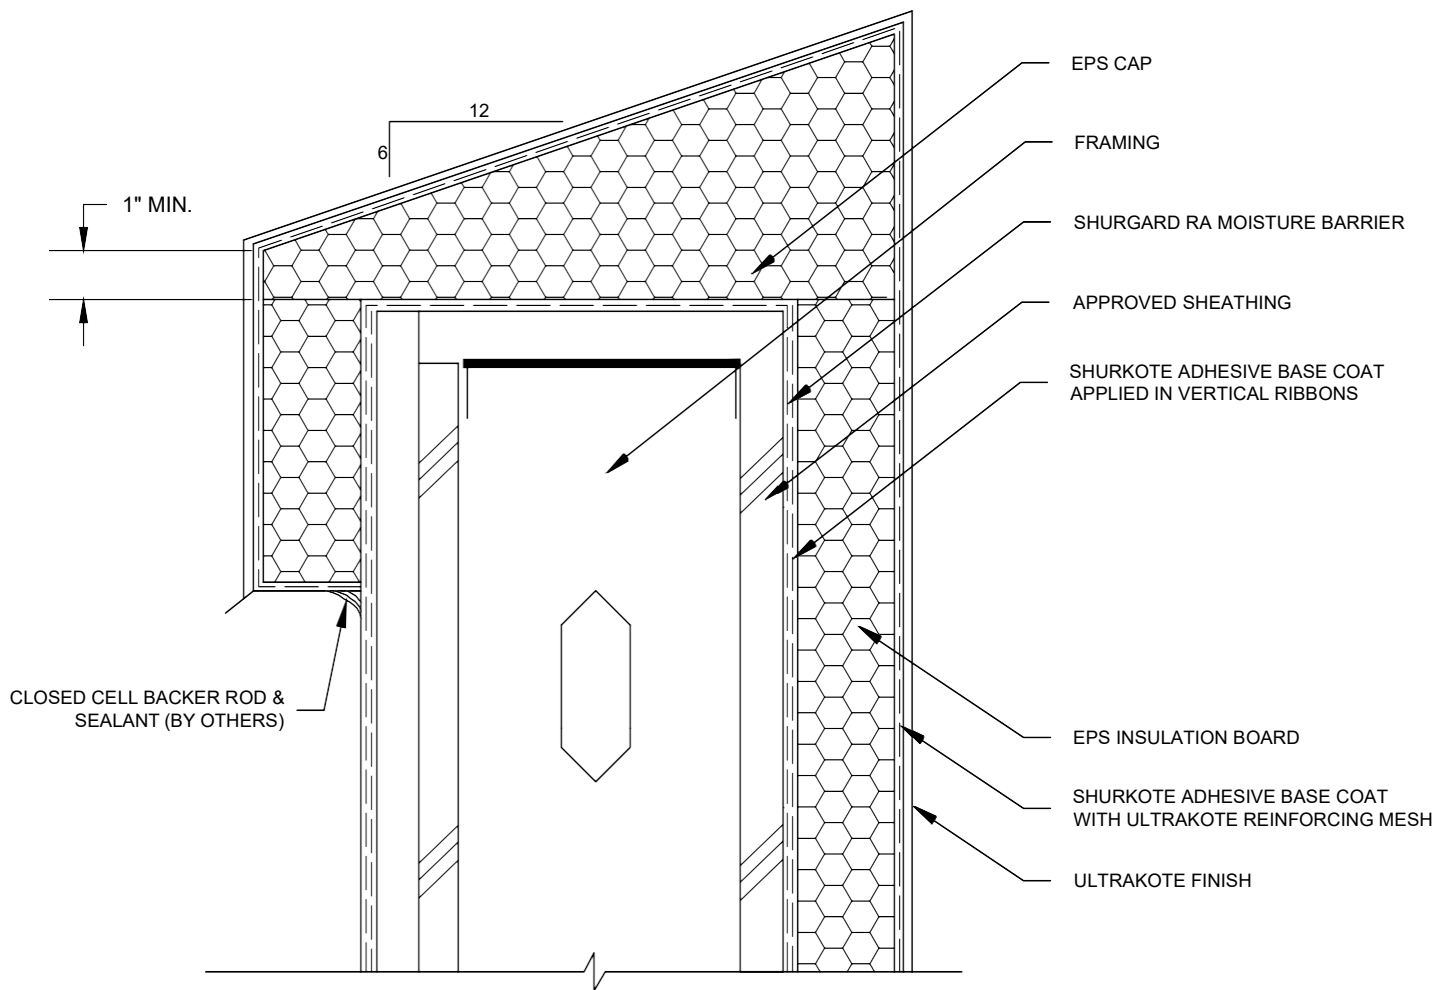 EPS CAP
12
FRAMING
6
1" MIN.
SHURGARD RA MOISTURE BARRIER
APPROVED SHEATHING
SHURKOTE ADHESIVE BASE COAT
APPLIED IN VERTICAL RIBBONS
CLOSED CELL BACKER ROD &
SEALANT (BY OTHERS)
EPS INSULATION BOARD
SHURKOTE ADHESIVE BASE COAT
WITH ULTRAKOTE REINFORCING MESH
ULTRAKOTE FINISH